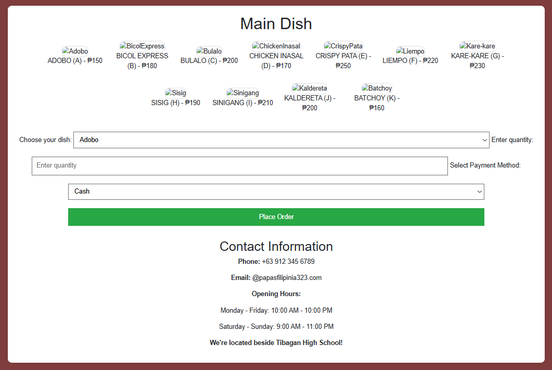 Main Dish
Adobo
ADOBO (A) - ₱150
BicolExpress
BICOL EXPRESS
(B) - ₱180
Bulalo
BULALO (C) - ₱200
ChickenInasal
CHICKEN INASAL
(D) - ₱170
CrispyPata
CRISPY PATA (E) -
₱250
Liempo
LIEMPO (F) - ₱220
Kare-kare
KARE-KARE (G) -
₱230
Sisig
SISIG (H) - ₱190
Sinigang
SINIGANG (I) - ₱210
Kaldereta
KALDERETA (J) -
₱200
Batchoy
BATCHOY (K) -
₱160
Choose your dish: Adobo Enter quantity:
Enter quantity Select Payment Method:
Cash
Place Order
Contact Information
Phone: +63 912 345 6789
Email: @papasfilipinia323.com
Opening Hours:
Monday - Friday: 10:00 AM - 10:00 PM
Saturday - Sunday: 9:00 AM - 11:00 PM
We're located beside Tibagan High School!